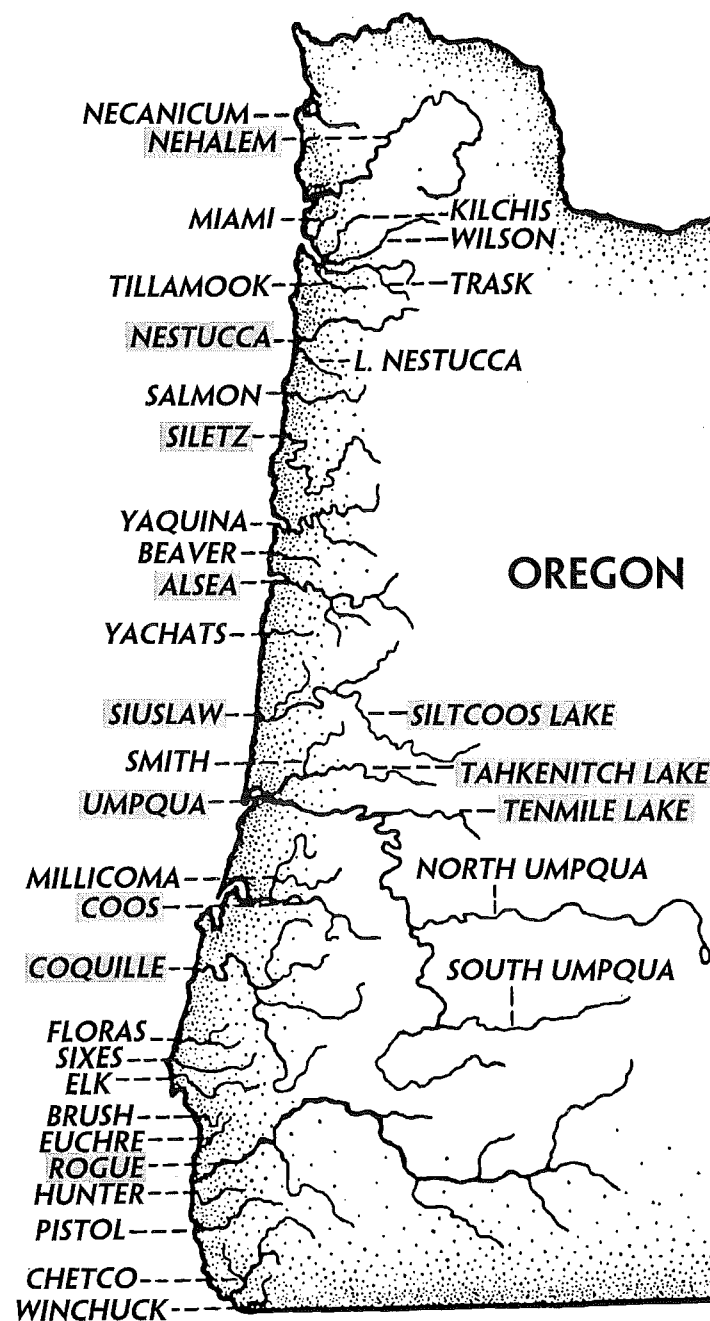 NECANICUM
NEHALEM
MIAMI
KILCHIS
WILSON
TILLAMOOK
TRASK
NESTUCCA
L. NESTUCCA
SALMON
SILETZ
YAQUINA
BEAVER
ALSEA
OREGON
YACHATS
SIUSLAW
SILTCOOS LAKE
SMITH
TAHKENITCH LAKE
UMPQUA
TENMILE LAKE
MILLICOMA
NORTH UMPQUA
COOS
COQUILLE
SOUTH UMPQUA
FLORAS
SIXES
ELK
BRUSH
EUCHRE
ROGUE
HUNTER
PISTOL
CHETCO
WINCHUCK